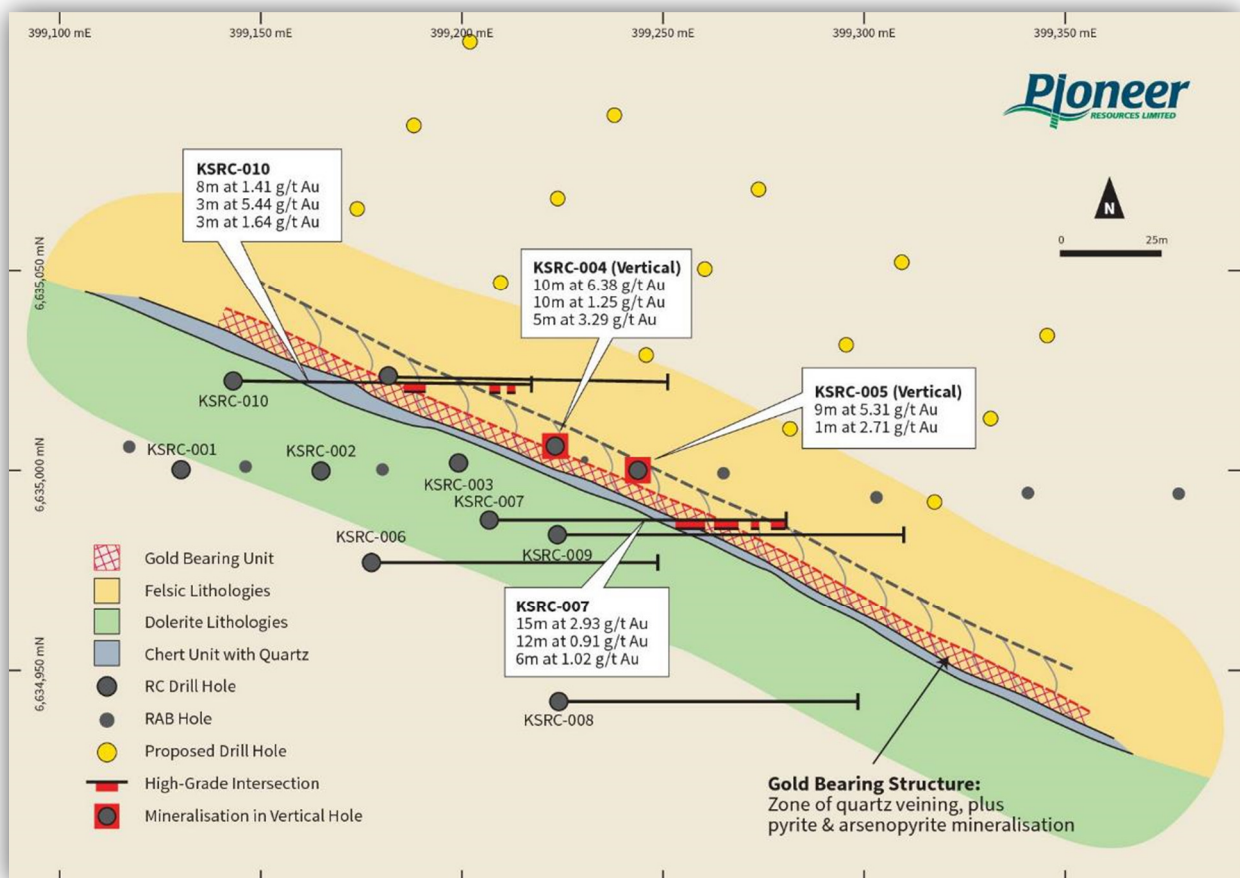 399,100 mE
399,150 mE
399,200 mE
399,250 mE
399,300 mE
399,350 mE
Pioneer
RESOURCES LIMITED
N
0 25m
6,635,050 mN
6,635,000 mN
6,634,950 mN
KSRC-010
8m at 1.41 g/t Au
3m at 5.44 g/t Au
3m at 1.64 g/t Au
KSRC-004 (Vertical)
10m at 6.38 g/t Au
10m at 1.25 g/t Au
5m at 3.29 g/t Au
KSRC-005 (Vertical)
9m at 5.31 g/t Au
1m at 2.71 g/t Au
KSRC-010
KSRC-001
KSRC-002
KSRC-003
KSRC-007
KSRC-006
KSRC-009
KSRC-007
15m at 2.93 g/t Au
12m at 0.91 g/t Au
6m at 1.02 g/t Au
KSRC-008
Gold Bearing Unit
Felsic Lithologies
Dolerite Lithologies
Chert Unit with Quartz
RC Drill Hole
RAB Hole
Proposed Drill Hole
High-Grade Intersection
Mineralisation in Vertical Hole
Gold Bearing Structure:
Zone of quartz veining, plus
pyrite & arsenopyrite mineralisation